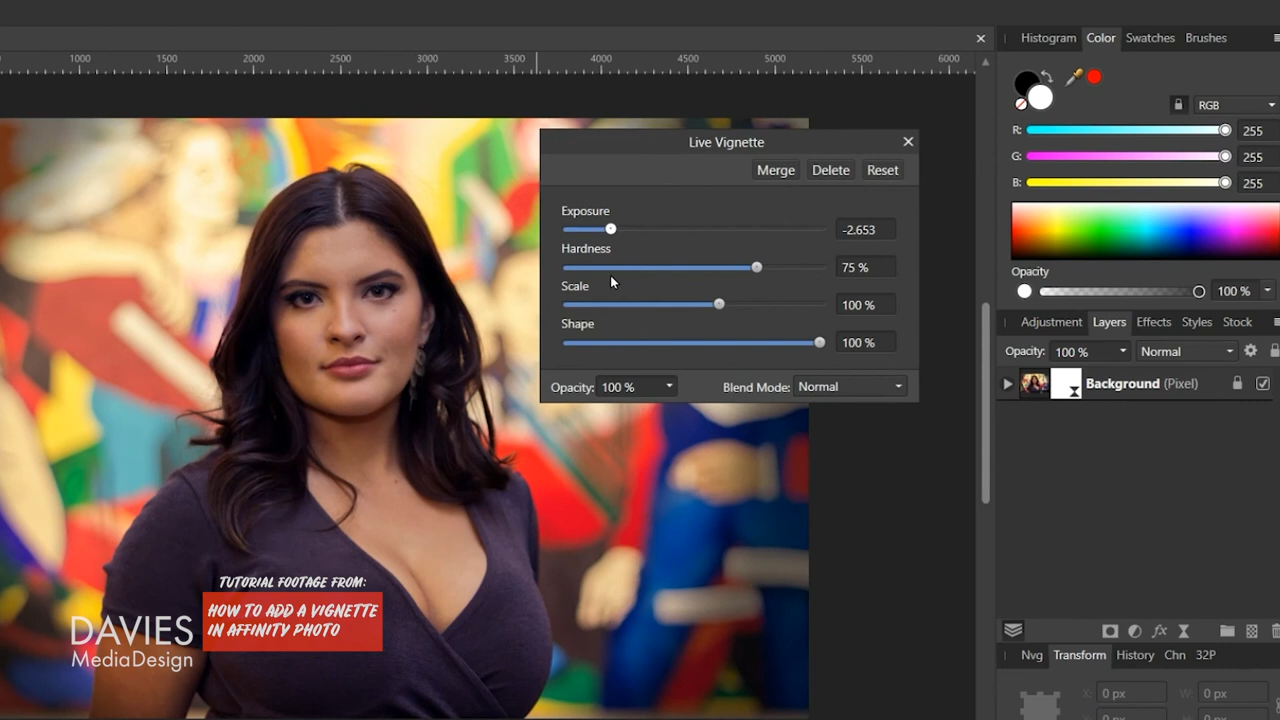 1000 1500 2000 2500 3000 3500 4000 4500 5000 5500 6000
Histogram Color Swatches Brushes
RGB
R: 255
G: 255
B: 255
Opacity
100 %
Adjustment Layers Effects Styles Stock
Opacity: 100 % Normal
Background (Pixel)
Nvg Transform History Chn 32P
X: 0 px W: 0 px
Live Vignette
Merge Delete Reset
Exposure
-2.653
Hardness
75 %
Scale
100 %
Shape
100 %
Opacity: 100 % Blend Mode: Normal
TUTORIAL FOOTAGE FROM:
HOW TO ADD A VIGNETTE
IN AFFINITY PHOTO
DAVIES
MediaDesign